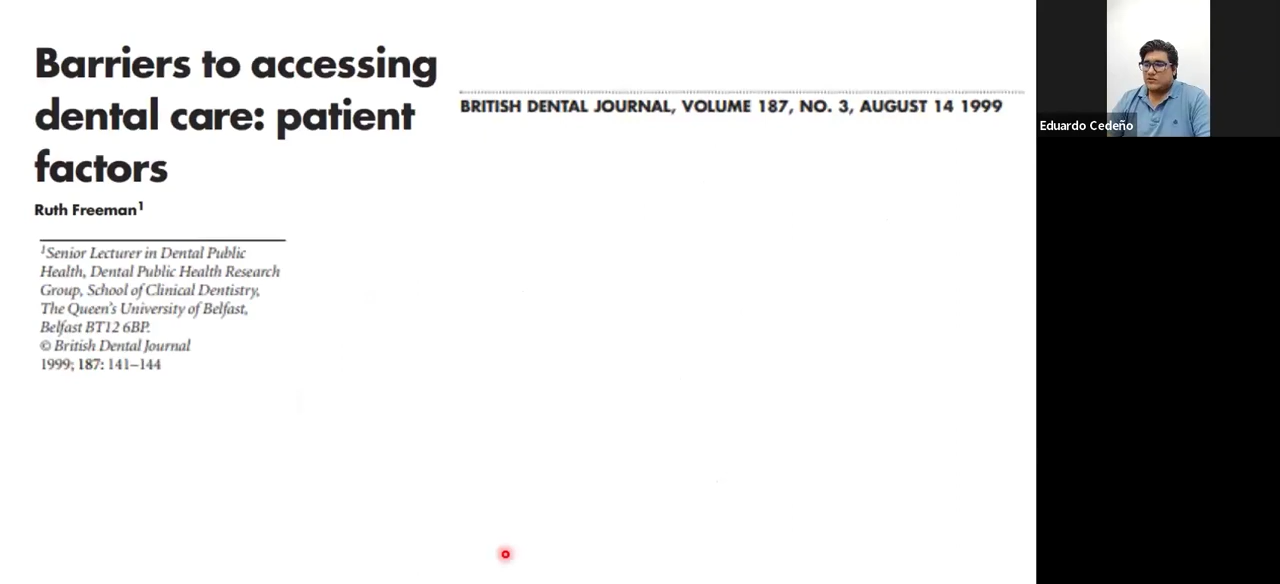 Barriers to accessing
dental care: patient
factors
Ruth Freeman1
1Senior Lecturer in Dental Public
Health, Dental Public Health Research
Group, School of Clinical Dentistry,
The Queen's University of Belfast,
Belfast BT12 6BP.
© British Dental Journal
1999; 187: 141–144
BRITISH DENTAL JOURNAL, VOLUME 187, NO. 3, AUGUST 14 1999
Eduardo Cedeño